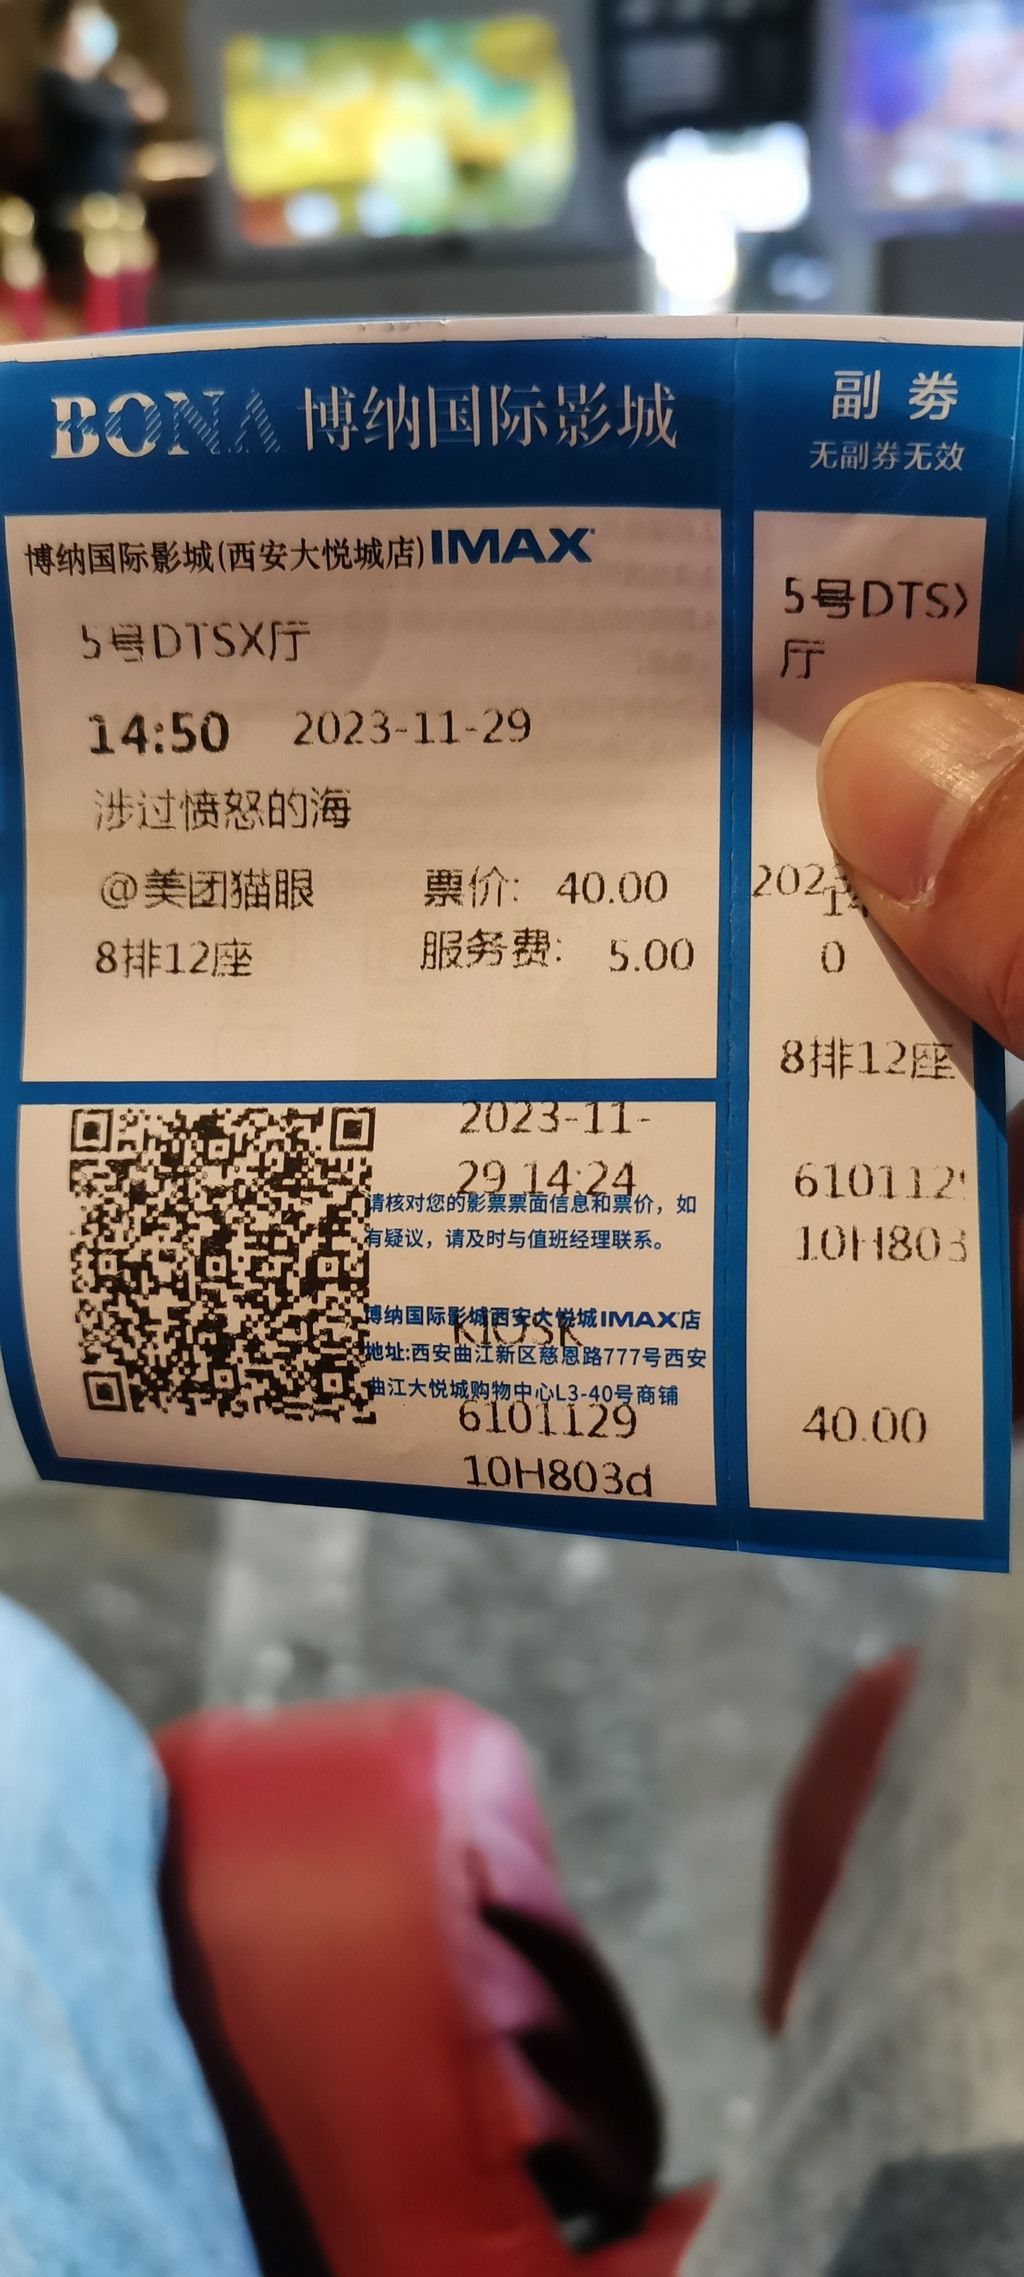 BONA 博纳国际影城
博纳国际影城(西安大悦城店)IMAX
5号DTSX厅
14:50 2023-11-29
涉过愤怒的海
@美团猫眼 票价: 40.00
8排12座 服务费: 5.00
2023-11-
29 14:24
请核对您的影票票面信息和票价，如
有疑议，请及时与值班经理联系。
博纳国际影城西安大悦城IMAX店
KIOSK
地址:西安曲江新区慈恩路777号西安
曲江大悦城购物中心L3-40号商铺
6101129
10H803d
副券
无副券无效
5号DTSX
厅
0
8排12座
610112
10H803
40.00